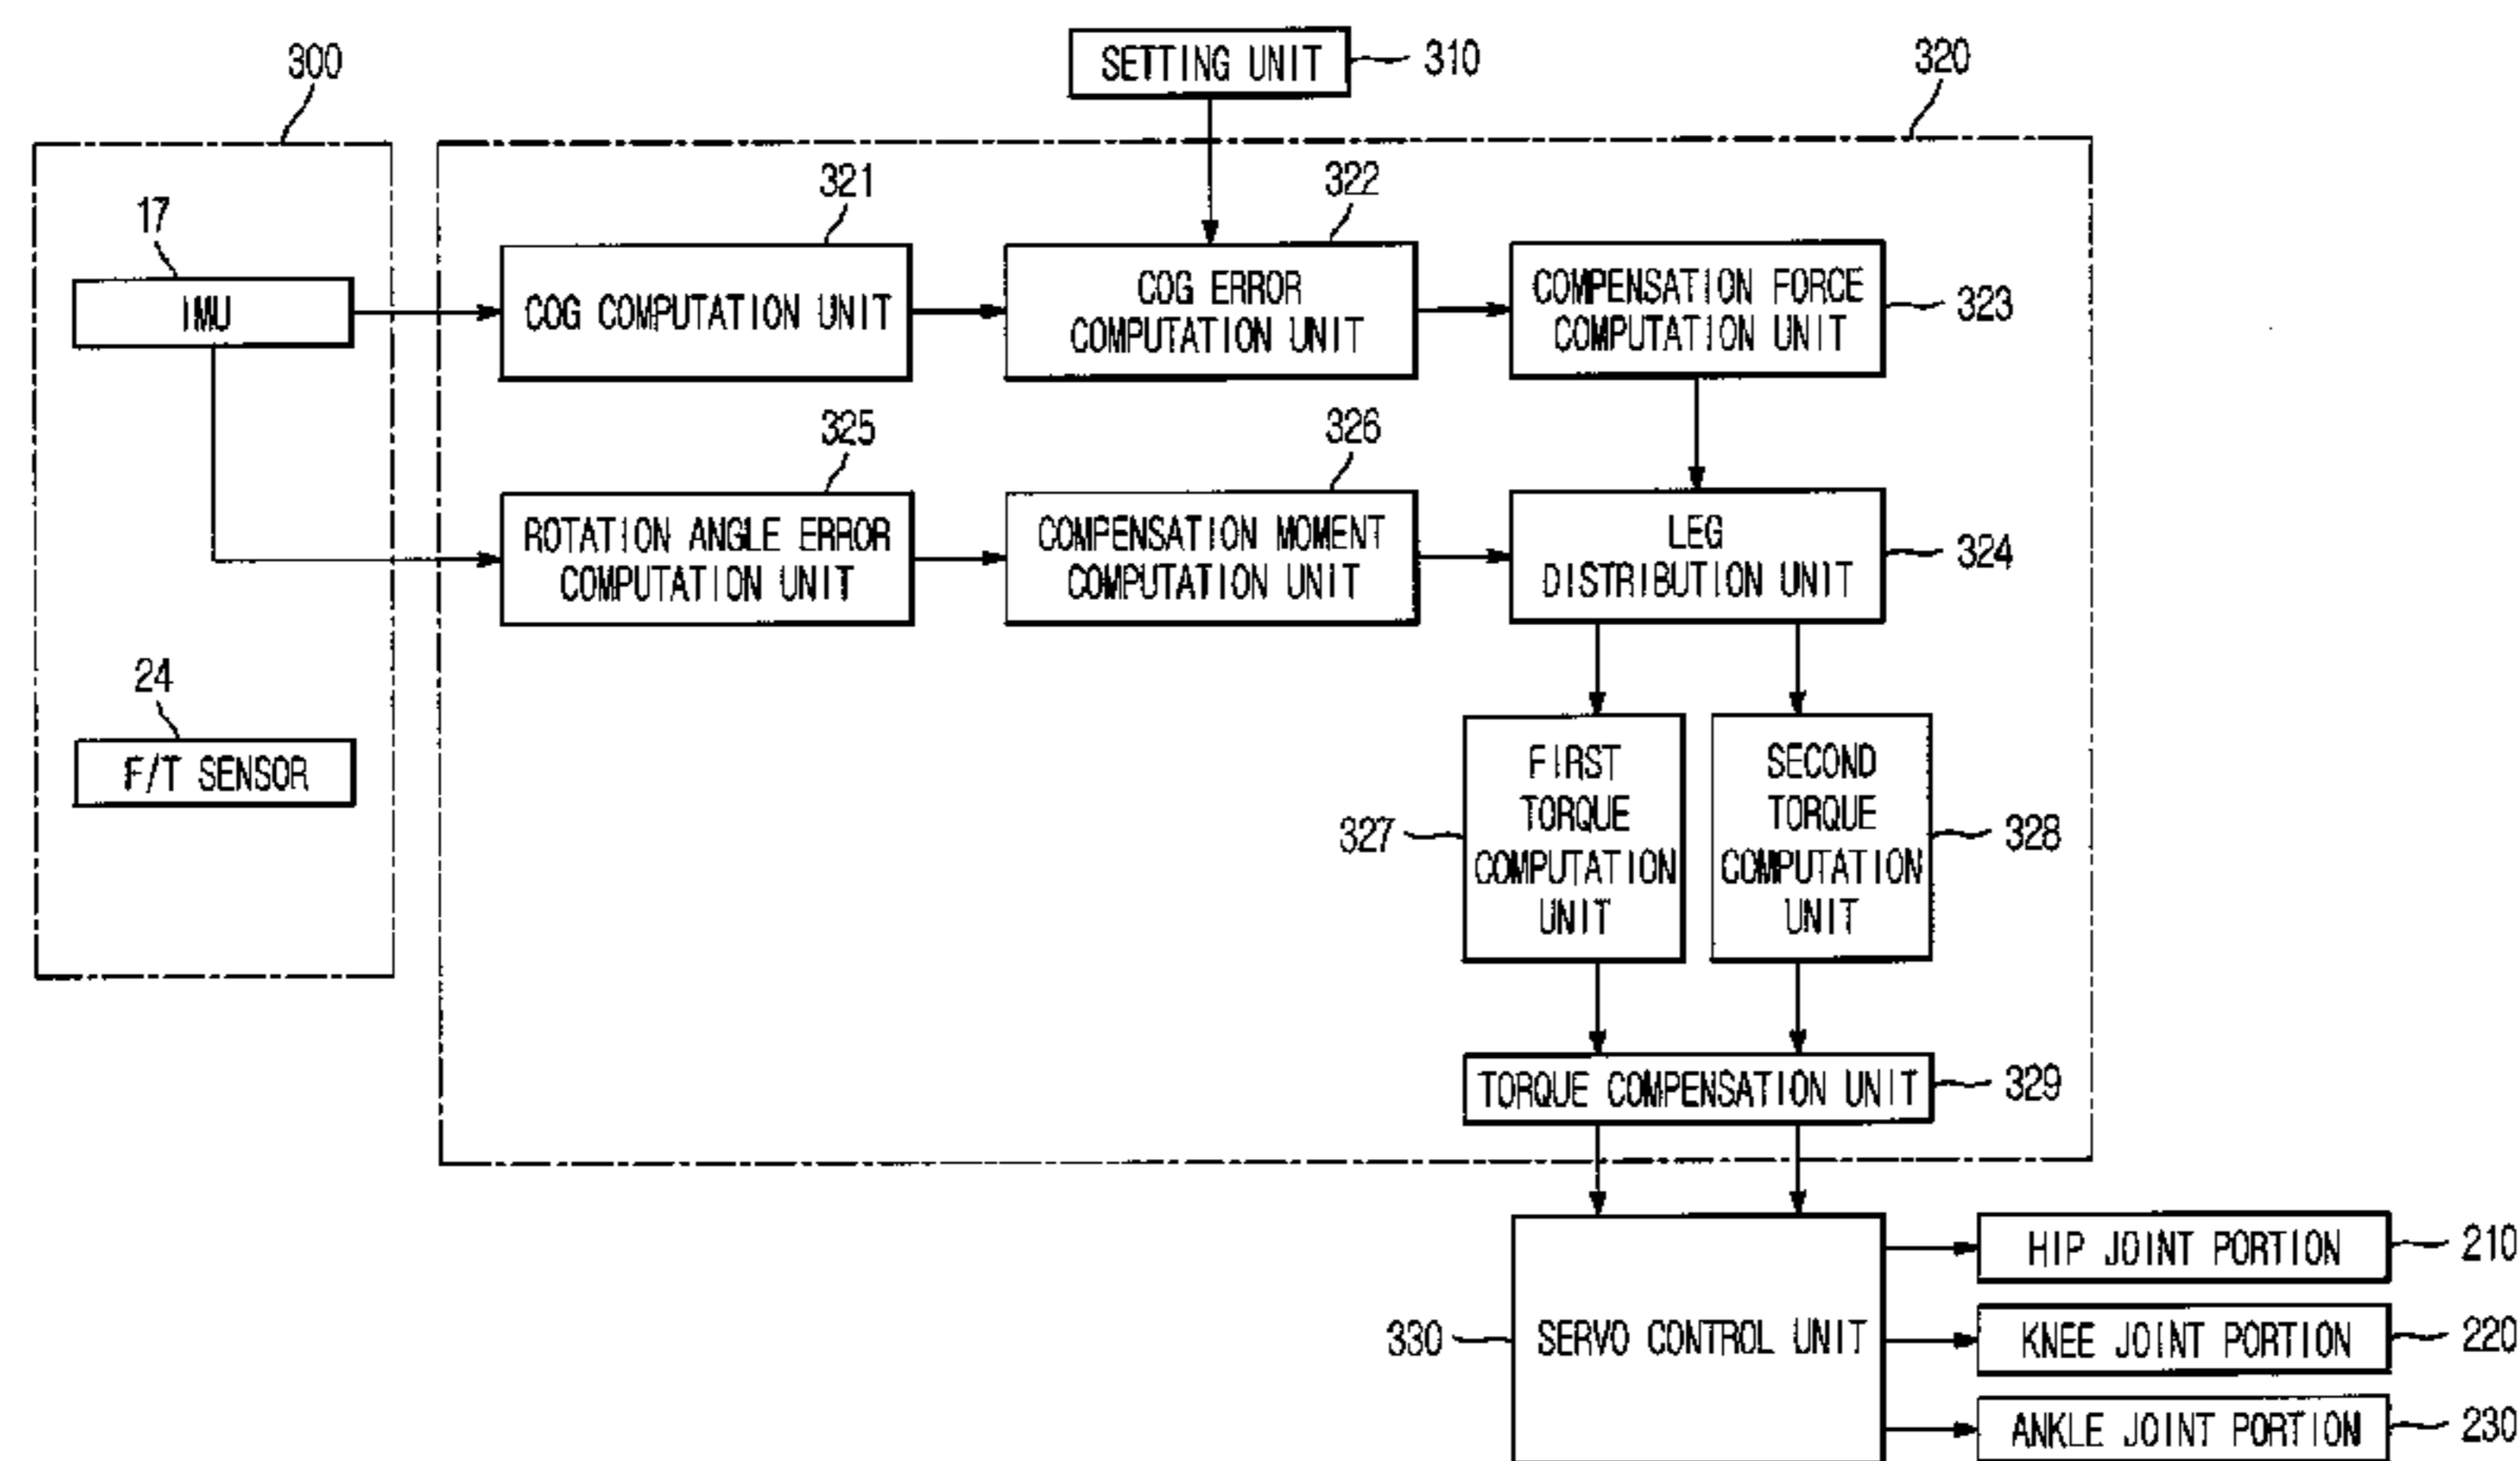 300
SETTING UNIT
310
320
17
321
322
IMU
COG COMPUTATION UNIT
COG ERROR
COMPUTATION UNIT
COMPENSATION FORCE
COMPUTATION UNIT
323
325
326
ROTATION ANGLE ERROR
COMPUTATION UNIT
COMPENSATION MOMENT
COMPUTATION UNIT
LEG
DISTRIBUTION UNIT
324
24
F/T SENSOR
327
FIRST
TORQUE
COMPUTATION
UNIT
SECOND
TORQUE
COMPUTATION
UNIT
328
TORQUE COMPENSATION UNIT
329
330
SERVO CONTROL UNIT
HIP JOINT PORTION
210
KNEE JOINT PORTION
220
ANKLE JOINT PORTION
230